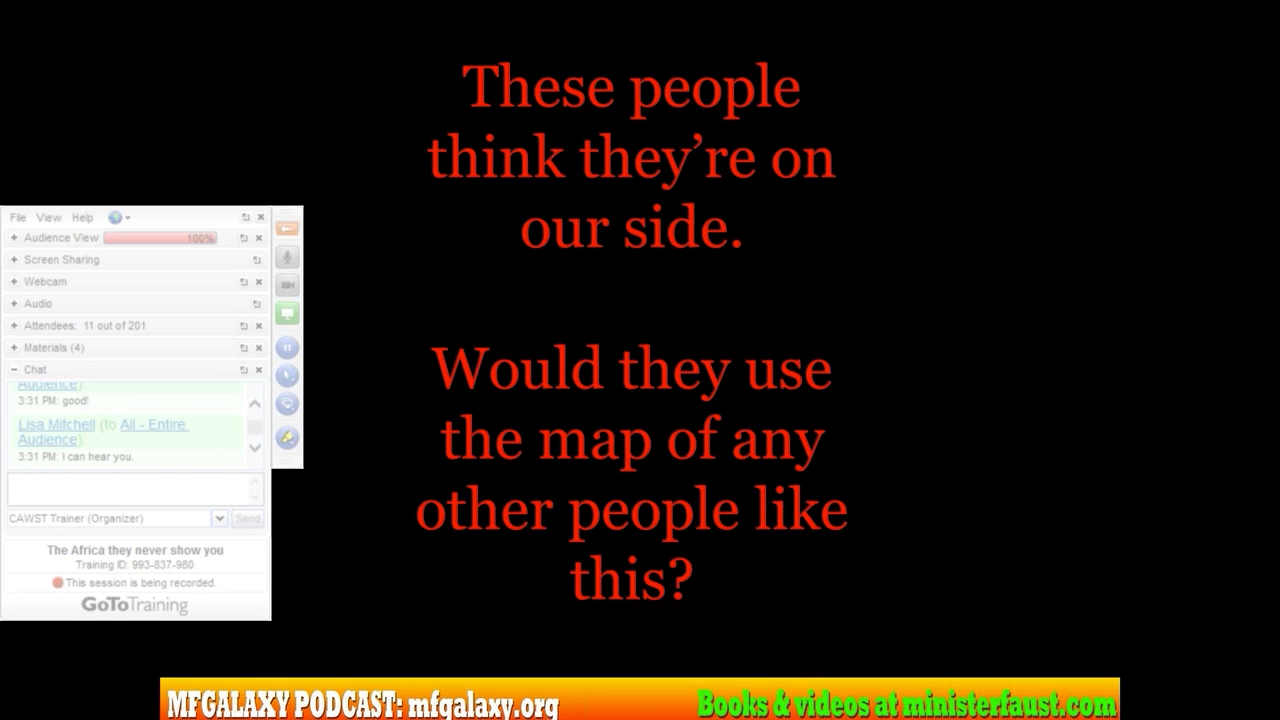 These people
think they're on
our side.
Would they use
the map of any
other people like
this?
File View Help
Audience View 100%
Screen Sharing
Webcam
Audio
Attendees: 11 out of 201
Materials (4)
Chat
Audience)
3:31 PM: good!
Lisa Mitchell (to All - Entire
Audience)
3:31 PM: I can hear you.
CAWST Trainer (Organizer)
Send
The Africa they never show you
Training ID: 993-837-980
This session is being recorded.
GoToTraining
MFGALAXY PODCAST: mfgalaxy.org
Books & videos at ministerfaust.com